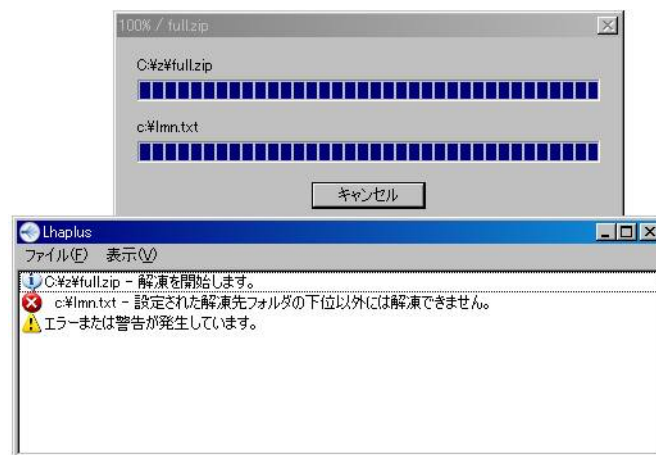 100% / full.zip
C:¥z¥full.zip
c:¥lmn.txt
キャンセル
Lhaplus
ファイル(F) 表示(V)
C:¥z¥full.zip - 解凍を開始します。
c:¥lmn.txt - 設定された解凍先フォルダの下位以外には解凍できません。
エラーまたは警告が発生しています。